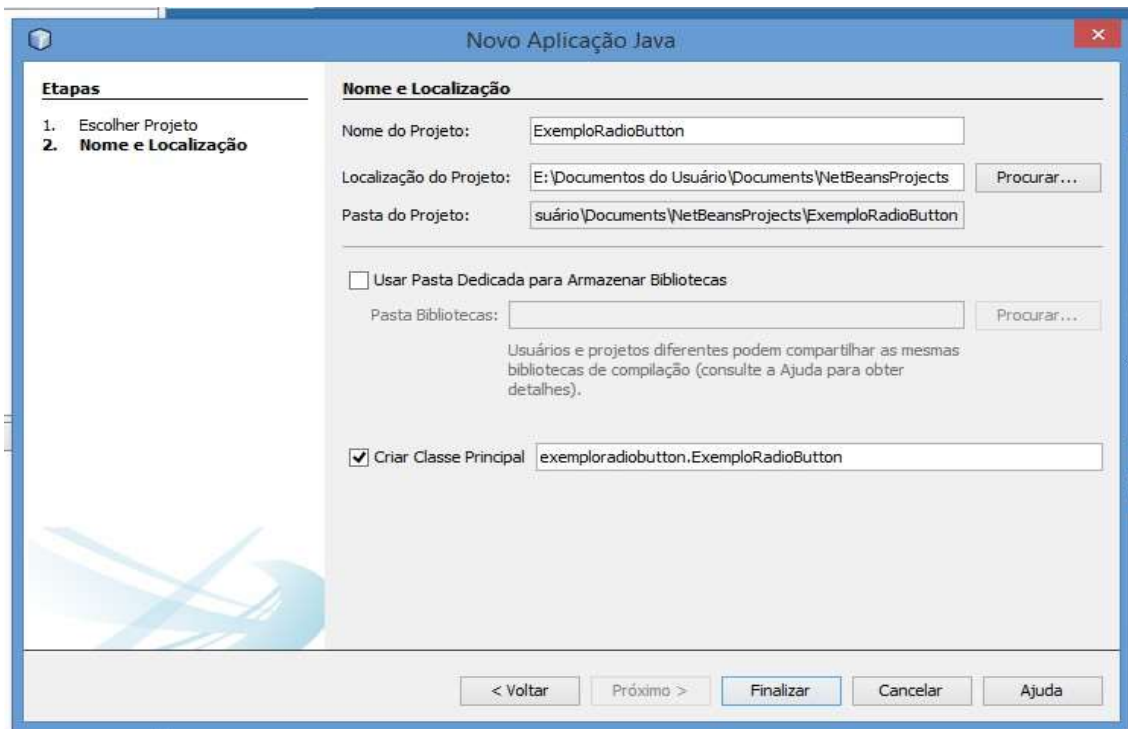 Novo Aplicação Java
Etapas
1. Escolher Projeto
2. Nome e Localização
Nome e Localização
Nome do Projeto: ExemploRadioButton
Localização do Projeto: E:\Documentos do Usuário\Documents\NetBeansProjects Procurar...
Pasta do Projeto: suário\Documents\NetBeansProjects\ExemploRadioButton
Usar Pasta Dedicada para Armazenar Bibliotecas
Pasta Bibliotecas: Procurar...
Usuários e projetos diferentes podem compartilhar as mesmas
bibliotecas de compilação (consulte a Ajuda para obter
detalhes).
Criar Classe Principal exemploradiobutton.ExemploRadioButton
< Voltar Próximo > Finalizar Cancelar Ajuda